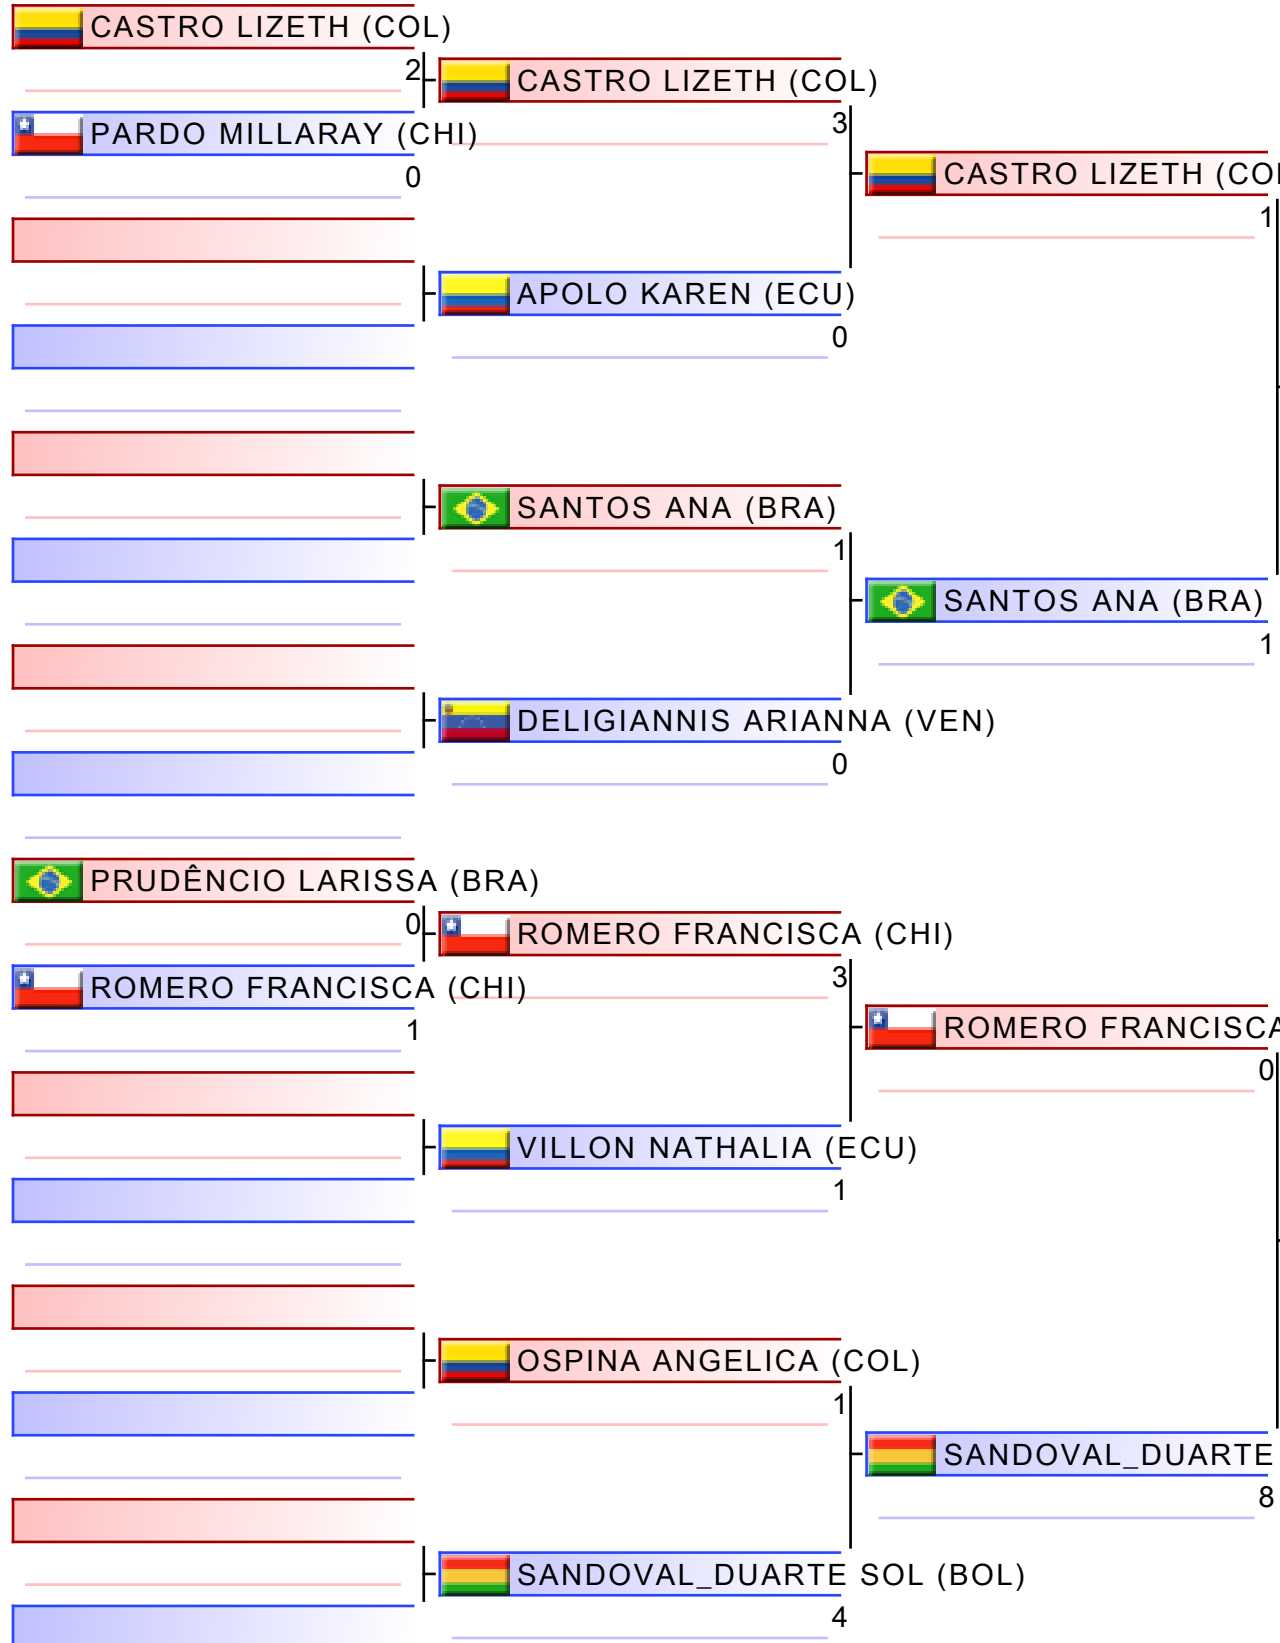 CASTRO LIZETH (COL)
2
CASTRO LIZETH (COL)
PARDO MILLARAY (CHI)
3
0
CASTRO LIZETH (COL
1
APOLO KAREN (ECU)
0
SANTOS ANA (BRA)
1
SANTOS ANA (BRA)
1
DELIGIANNIS ARIANNA (VEN)
0
PRUDÊNCIO LARISSA (BRA)
0
ROMERO FRANCISCA (CHI)
ROMERO FRANCISCA (CHI)
3
1
ROMERO FRANCISCA
0
VILLON NATHALIA (ECU)
1
OSPINA ANGELICA (COL)
1
SANDOVAL_DUARTE
8
SANDOVAL_DUARTE SOL (BOL)
4